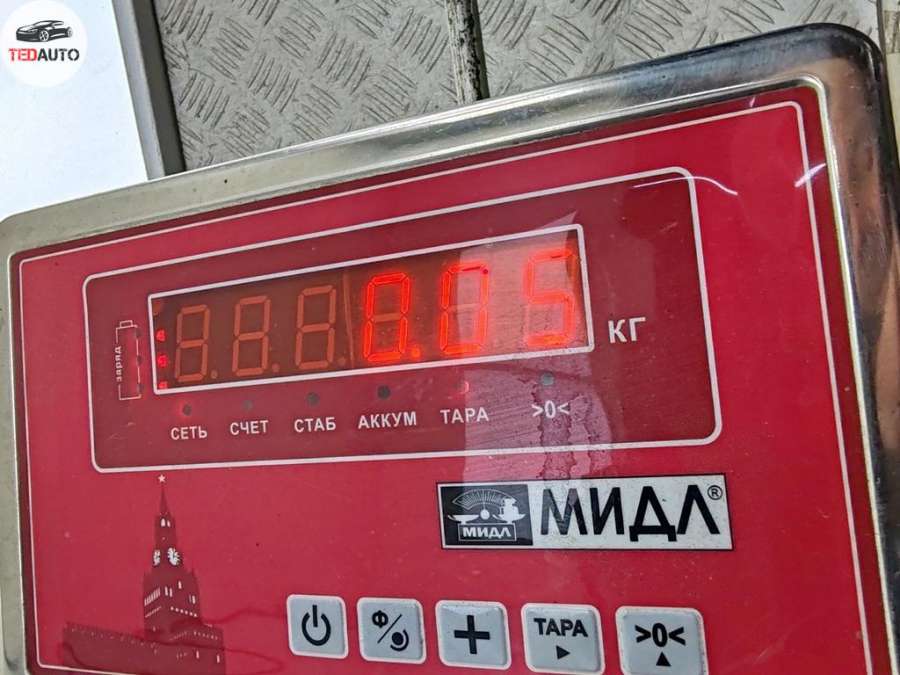 TEDAUTO
0.05
КГ
заряд
СЕТЬ СЧЕТ СТАБ АККУМ ТАРА >0<
МИДЛ МИДЛ®
Ф/ + ТАРА >0<